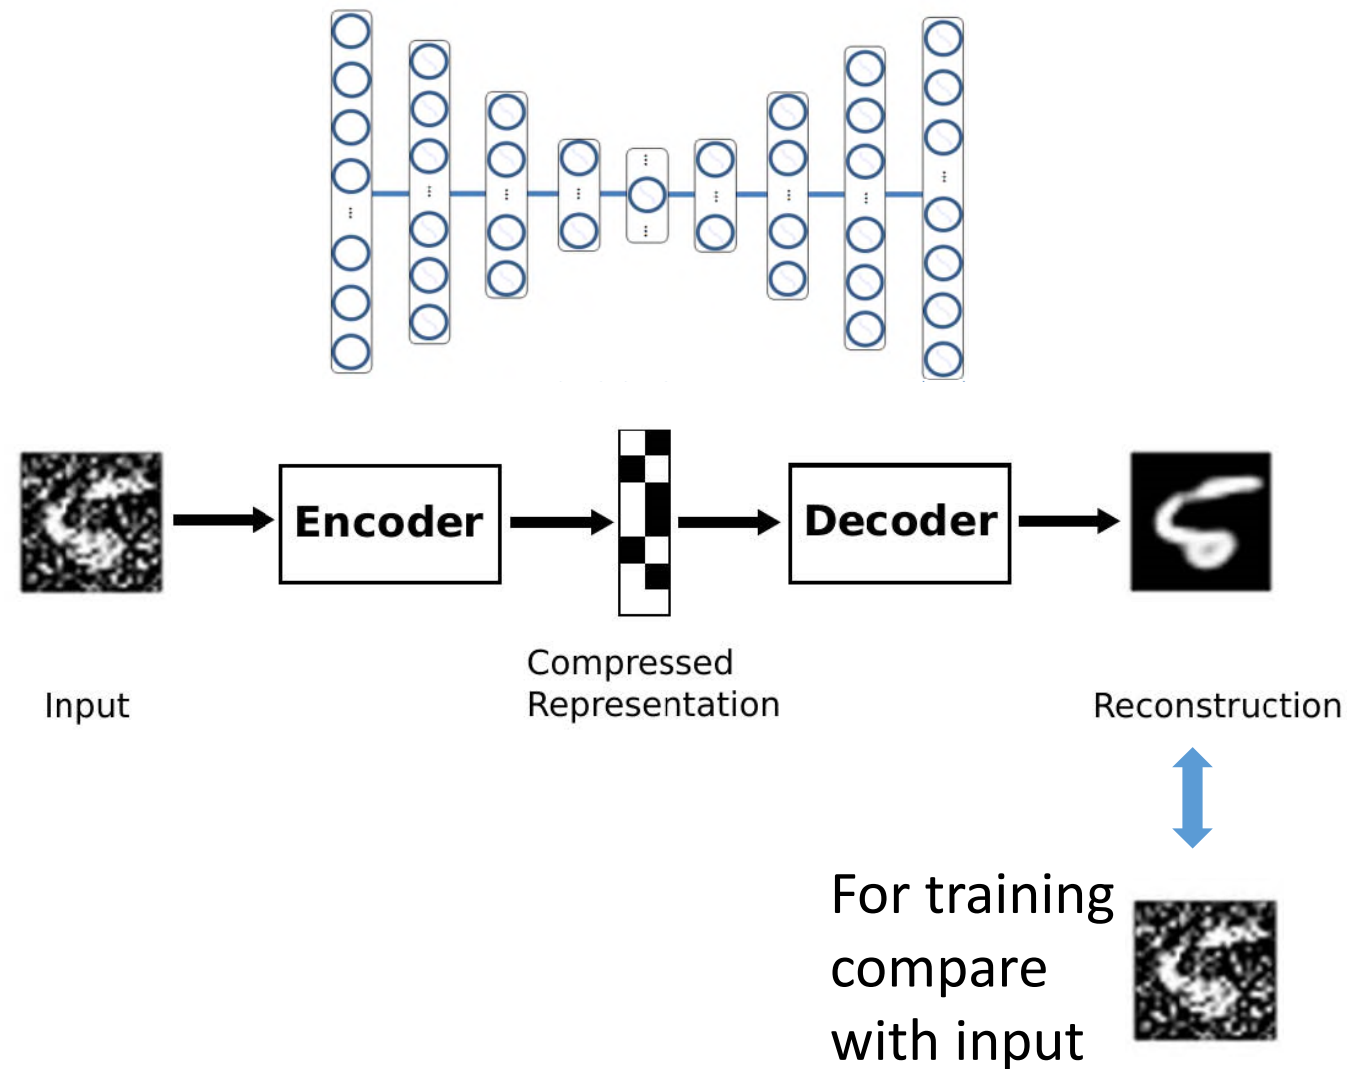 Encoder
Decoder
Compressed
Representation
Input
Reconstruction
For training
compare
with input